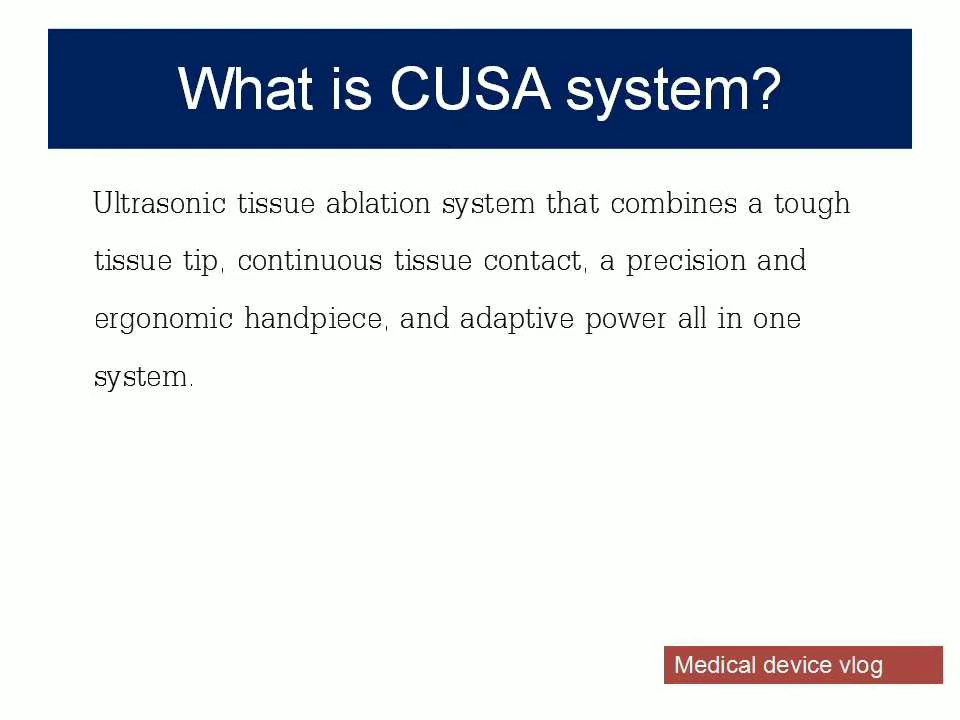 What is CUSA system?
Ultrasonic tissue ablation system that combines a tough
tissue tip, continuous tissue contact, a precision and
ergonomic handpiece, and adaptive power all in one
system.
Medical device vlog